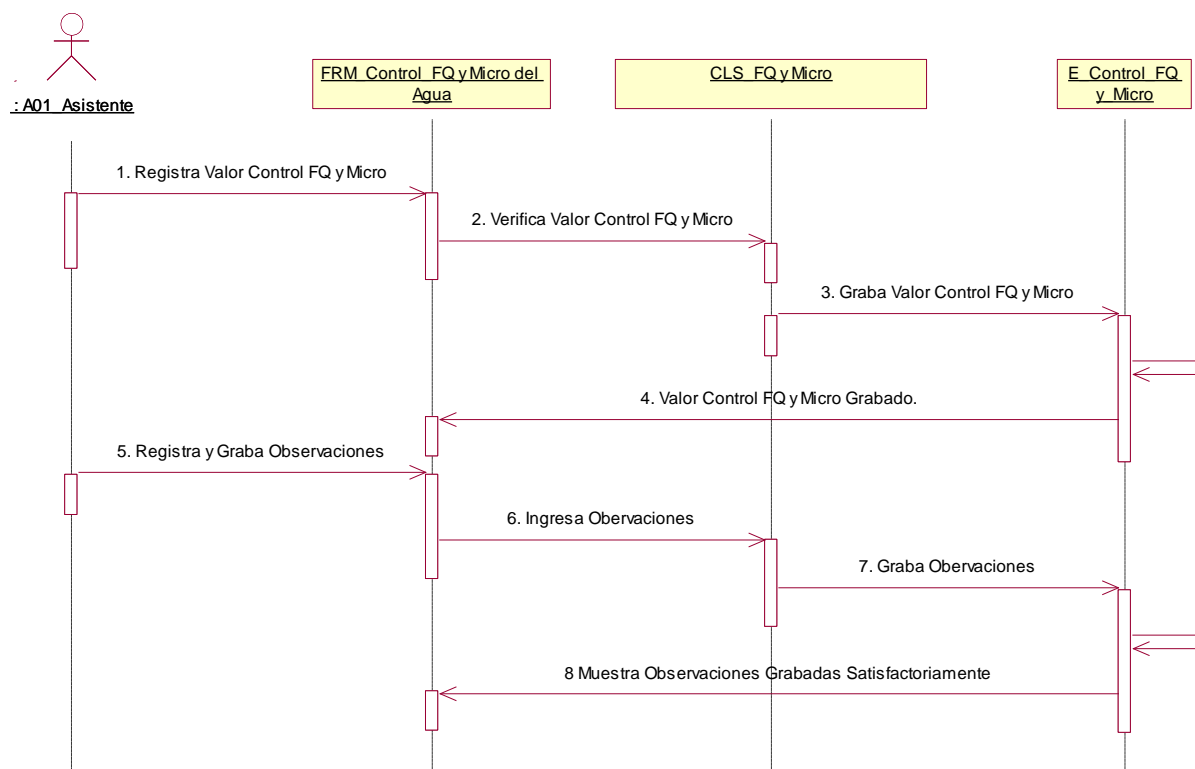 : A01_Asistente
FRM_Control_FQ y Micro del
Agua
CLS_FQ y Micro
E_Control_FQ
y_Micro
1. Registra Valor Control FQ y Micro
2. Verifica Valor Control FQ y Micro
3. Graba Valor Control FQ y Micro
4. Valor Control FQ y Micro Grabado.
5. Registra y Graba Observaciones
6. Ingresa Obervaciones
7. Graba Obervaciones
8 Muestra Observaciones Grabadas Satisfactoriamente